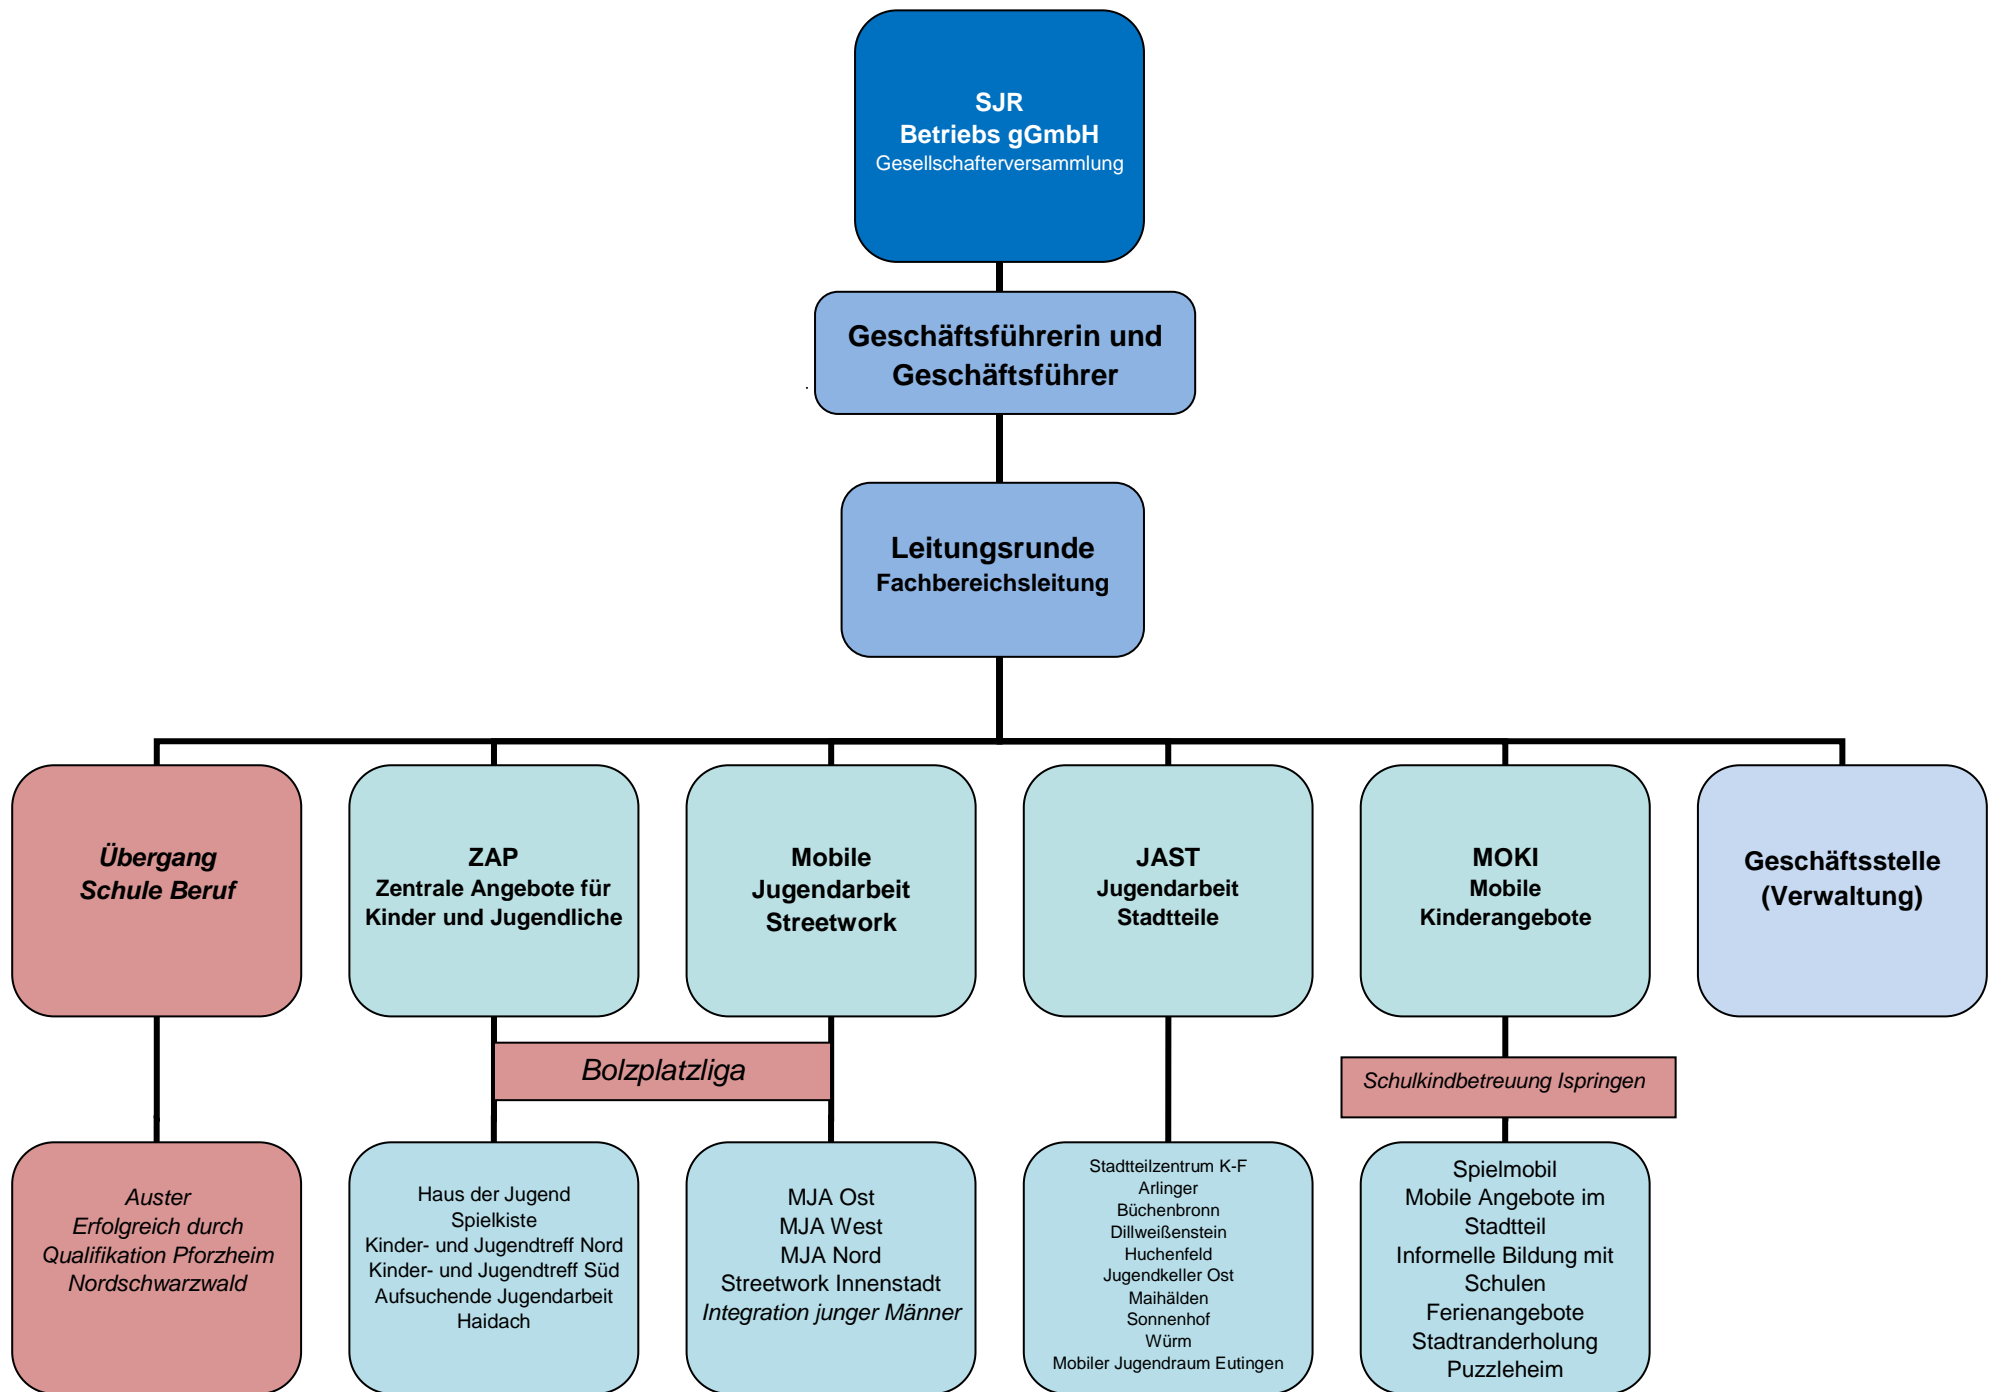 SJR
Betriebs gGmbH
Gesellschafterversammlung
Geschäftsführerin und
Geschäftsführer
.
Leitungsrunde
Fachbereichsleitung
Übergang
Schule Beruf
ZAP
Zentrale Angebote für
Kinder und Jugendliche
Mobile
Jugendarbeit
Streetwork
JAST
Jugendarbeit
Stadtteile
MOKI
Mobile
Kinderangebote
Geschäftsstelle
(Verwaltung)
Bolzplatzliga
Schulkindbetreuung Ispringen
Auster
Erfolgreich durch
Qualifikation Pforzheim
Nordschwarzwald
Haus der Jugend
Spielkiste
Kinder- und Jugendtreff Nord
Kinder- und Jugendtreff Süd
Aufsuchende Jugendarbeit
Haidach
MJA Ost
MJA West
MJA Nord
Streetwork Innenstadt
Integration junger Männer
Stadtteilzentrum K-F
Arlinger
Büchenbronn
Dillweißenstein
Huchenfeld
Jugendkeller Ost
Maihälden
Sonnenhof
Würm
Mobiler Jugendraum Eutingen
Spielmobil
Mobile Angebote im
Stadtteil
Informelle Bildung mit
Schulen
Ferienangebote
Stadtranderholung
Puzzleheim